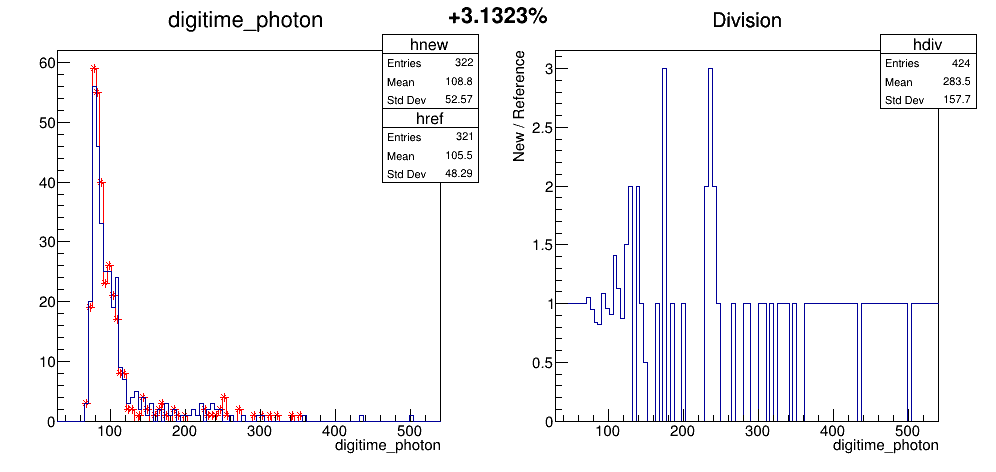 +3.1323%
digitime_photon
hnew
Entries 322
Mean 108.8
Std Dev 52.57
href
Entries 321
Mean 105.5
Std Dev 48.29
60
50
40
30
20
10
0
100 200 300 400 500
digitime_photon
Division
hdiv
Entries 424
Mean 283.5
Std Dev 157.7
New / Reference
3
2.5
2
1.5
1
0.5
0
100 200 300 400 500
digitime_photon